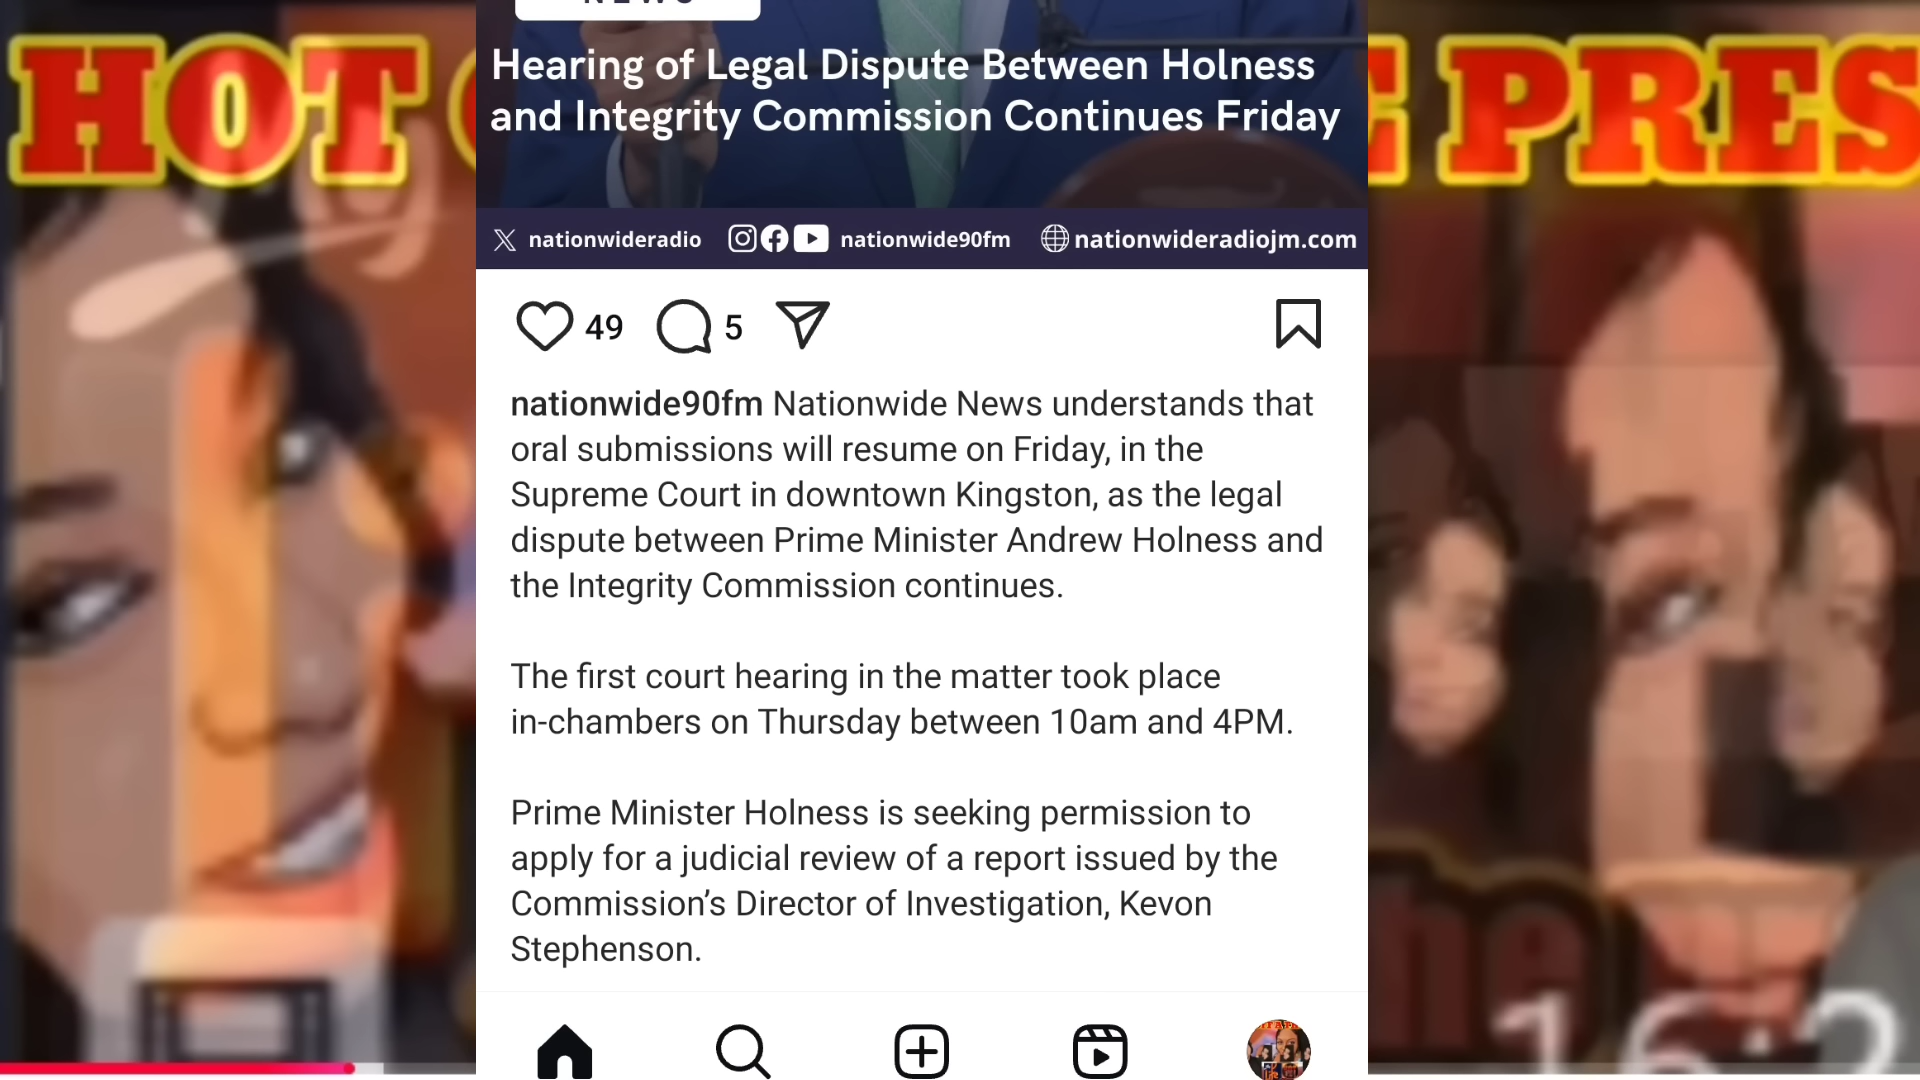 NEWS
HOT
PRES
Hearing of Legal Dispute Between Holness
and Integrity Commission Continues Friday
nationwideradio nationwide90fm nationwideradiojm.com
49 5
nationwide90fm Nationwide News understands that
oral submissions will resume on Friday, in the
Supreme Court in downtown Kingston, as the legal
dispute between Prime Minister Andrew Holness and
the Integrity Commission continues.
The first court hearing in the matter took place
in-chambers on Thursday between 10am and 4PM.
Prime Minister Holness is seeking permission to
apply for a judicial review of a report issued by the
Commission’s Director of Investigation, Kevon
Stephenson.
he
16:2